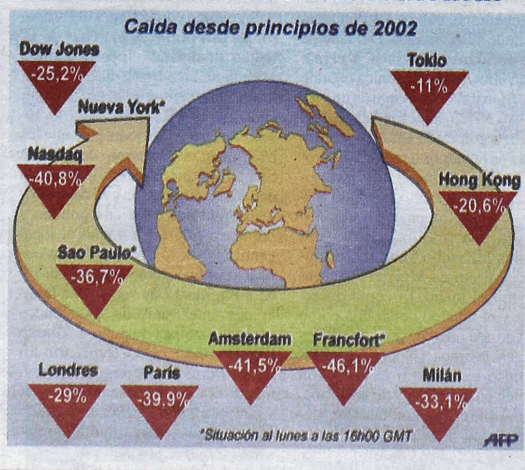 Caída desde principios de 2002
Dow Jones
-25,2%
Tokio
-11%
Nueva York*
Nasdaq
-40,8%
Hong Kong
-20,6%
Sao Paulo*
-36,7%
Amsterdam
-41,5%
Francfort*
-46,1%
Londres
-29%
París
-39,9%
Milán
-33,1%
*Situación al lunes a las 16h00 GMT
AFP